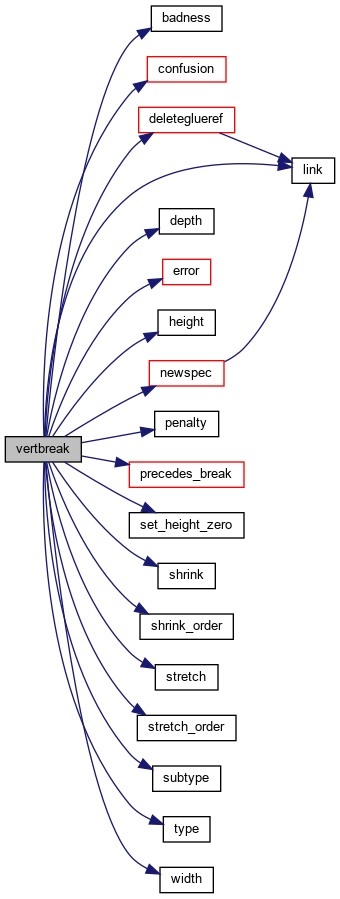 badness
confusion
deleteglueref
link
depth
error
height
newspec
penalty
vertbreak
precedes_break
set_height_zero
shrink
shrink_order
stretch
stretch_order
subtype
type
width